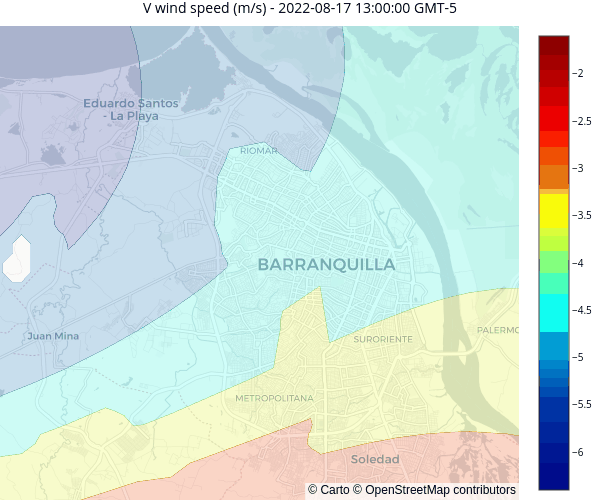 V wind speed (m/s) - 2022-08-17 13:00:00 GMT-5
Eduardo Santos
- La Playa
RIOMAR
BARRANQUILLA
Juan Mina
SURORIENTE
PALERMO
METROPOLITANA
Soledad
© Carto © OpenStreetMap contributors
−2
−2.5
−3
−3.5
−4
−4.5
−5
−5.5
−6